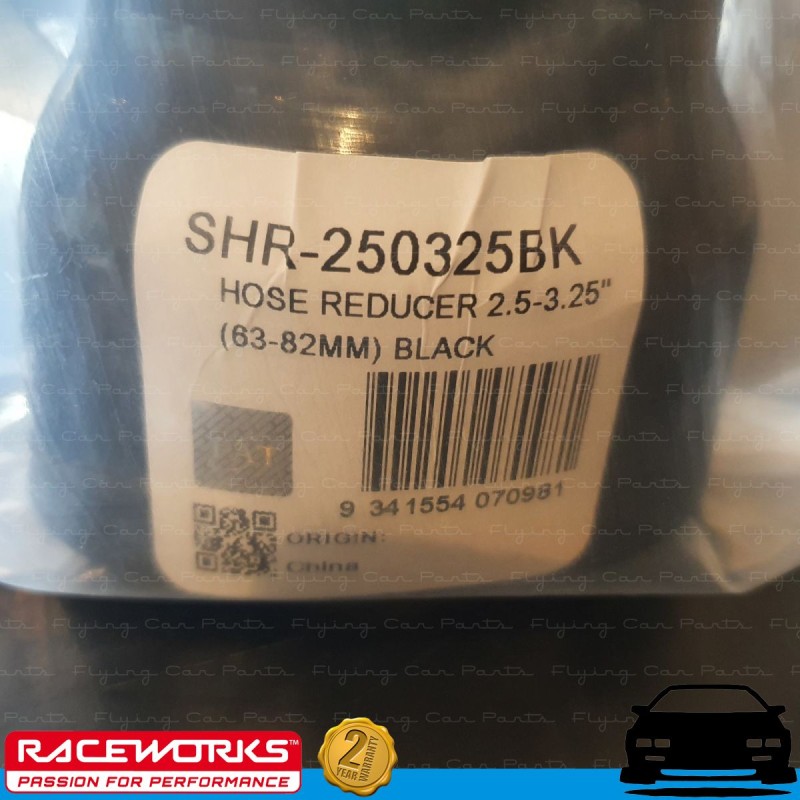 SHR-250325BK
HOSE REDUCER 2.5-3.25"
(63-82MM) BLACK
9 341554 070981
ORIGIN:
China
Flying Car Parts
RACEWORKS™
PASSION FOR PERFORMANCE
2
YEAR
WARRANTY